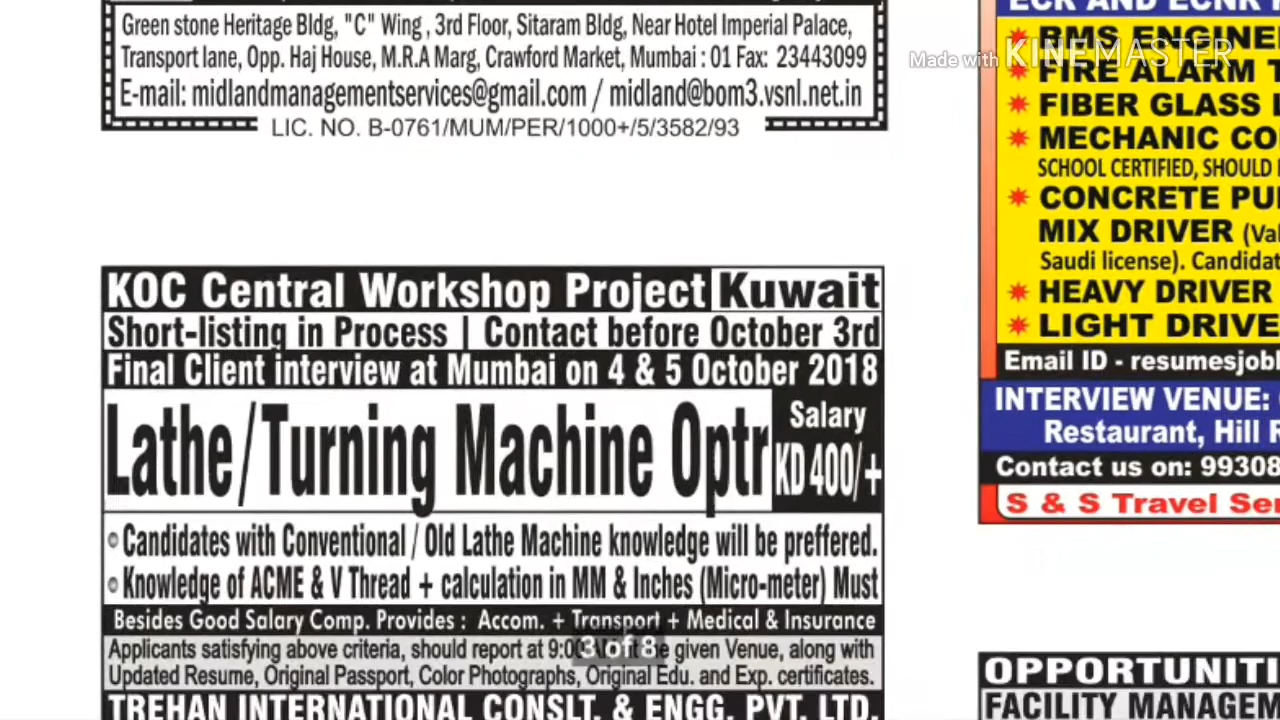 Green stone Heritage Bldg, "C" Wing , 3rd Floor, Sitaram Bldg, Near Hotel Imperial Palace,
Transport lane, Opp. Haj House, M.R.A Marg, Crawford Market, Mumbai : 01 Fax: 23443099
E-mail: midlandmanagementservices@gmail.com / midland@bom3.vsnl.net.in
LIC. NO. B-0761/MUM/PER/1000+/5/3582/93
KOC Central Workshop Project Kuwait
Short-listing in Process | Contact before October 3rd
Final Client interview at Mumbai on 4 & 5 October 2018
Lathe/Turning Machine Optr
Salary
KD 400/+
Candidates with Conventional / Old Lathe Machine knowledge will be preffered.
Knowledge of ACME & V Thread + calculation in MM & Inches (Micro-meter) Must
Besides Good Salary Comp. Provides : Accom. + Transport + Medical & Insurance
Applicants satisfying above criteria, should report at 9:00 given Venue, along with
Updated Resume, Original Passport, Color Photographs, Original Edu. and Exp. certificates.
TREHAN INTERNATIONAL CONSLT. & ENGG. PVT. LTD.
3 of 8
Made with KINEMASTER
ECR AND ECNR
BMS
FIRE ALARM
FIBER GLASS
MECHANIC
SCHOOL CERTIFIED, SHOULD
CONCRETE
MIX DRIVER
Saudi license).
HEAVY DRIVER
LIGHT
Email ID -
INTERVIEW VENUE:
Restaurant, Hill
Contact us on: 99308
S & S Travel
OPPORTUNITI
FACILITY